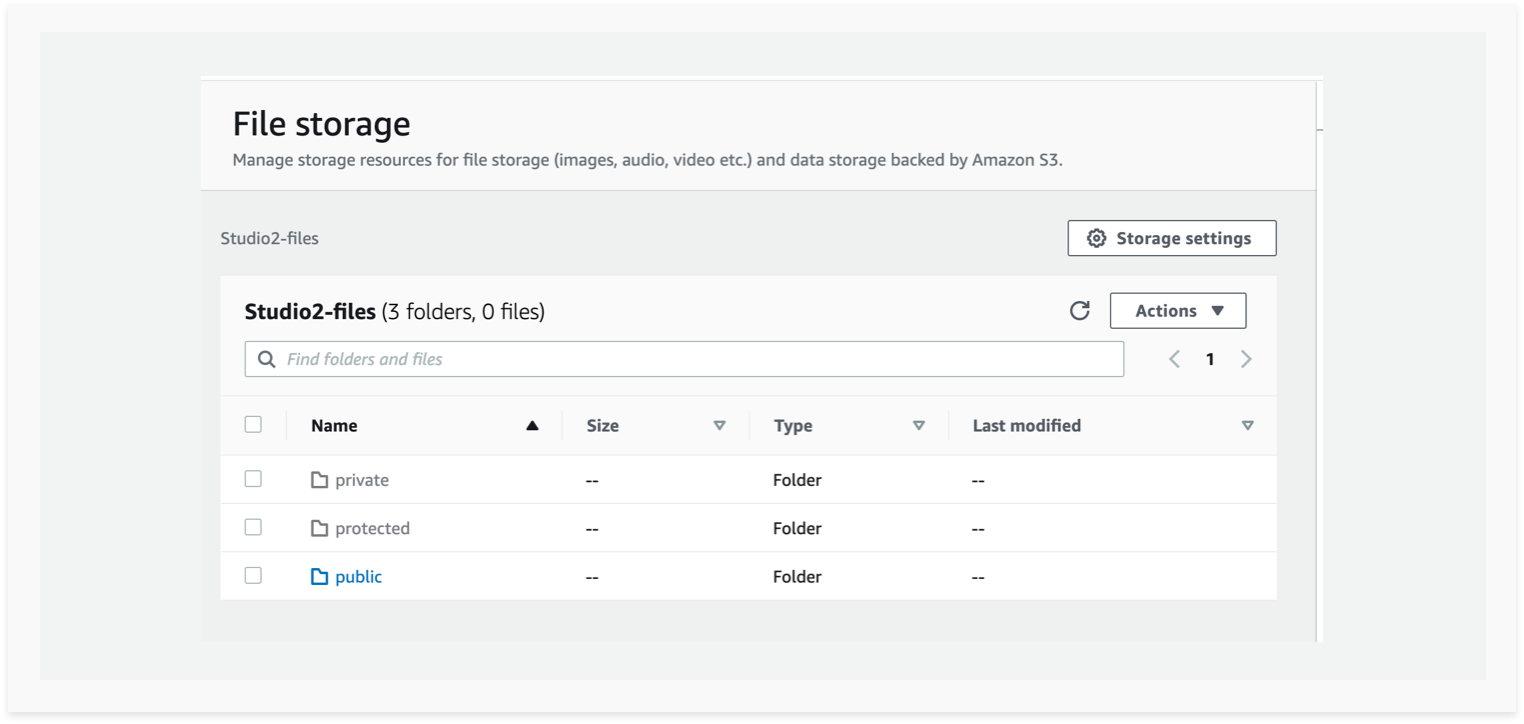 File storage
Manage storage resources for file storage (images, audio, video etc.) and data storage backed by Amazon S3.
Studio2-files
Storage settings
Studio2-files (3 folders, 0 files)
Actions
Find folders and files
1
Name Size Type Last modified
private -- Folder --
protected -- Folder --
public -- Folder --